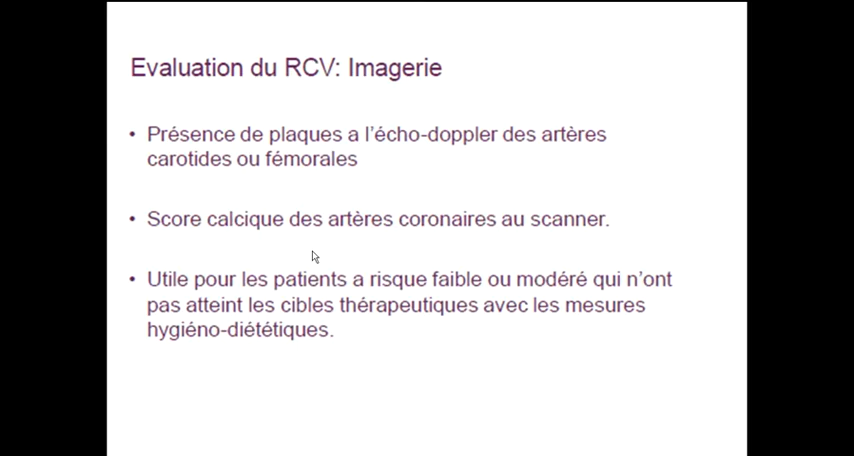 Evaluation du RCV: Imagerie
• Présence de plaques a l'écho-doppler des artères
carotides ou fémorales
• Score calcique des artères coronaires au scanner.
• Utile pour les patients a risque faible ou modéré qui n'ont
pas atteint les cibles thérapeutiques avec les mesures
hygiéno-diététiques.